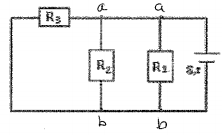 a a
R₃
R₂ R₁ ε,r
b b